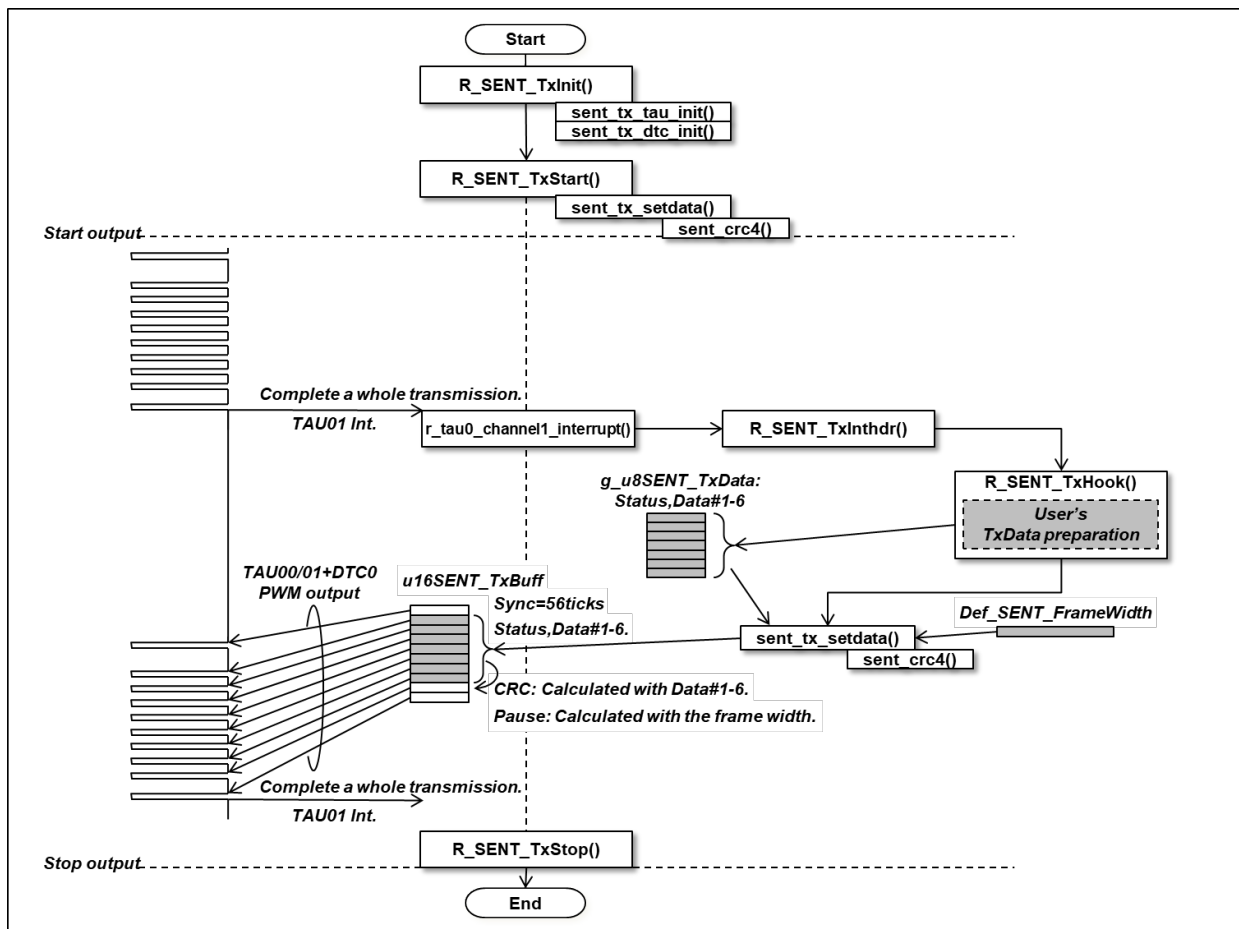 Start
R_SENT_TxInit()
sent_tx_tau_init()
sent_tx_dtc_init()
R_SENT_TxStart()
sent_tx_setdata()
sent_crc4()
Start output
Complete a whole transmission.
TAU01 Int.
r_tau0_channel1_interrupt()
R_SENT_TxInthdr()
R_SENT_TxHook()
User's
TxData preparation
g_u8SENT_TxData:
Status,Data#1-6
TAU00/01+DTC0
PWM output
u16SENT_TxBuff
Sync=56ticks
Status,Data#1-6.
Def_SENT_FrameWidth
sent_tx_setdata()
sent_crc4()
CRC: Calculated with Data#1-6.
Pause: Calculated with the frame width.
Complete a whole transmission.
TAU01 Int.
R_SENT_TxStop()
Stop output
End